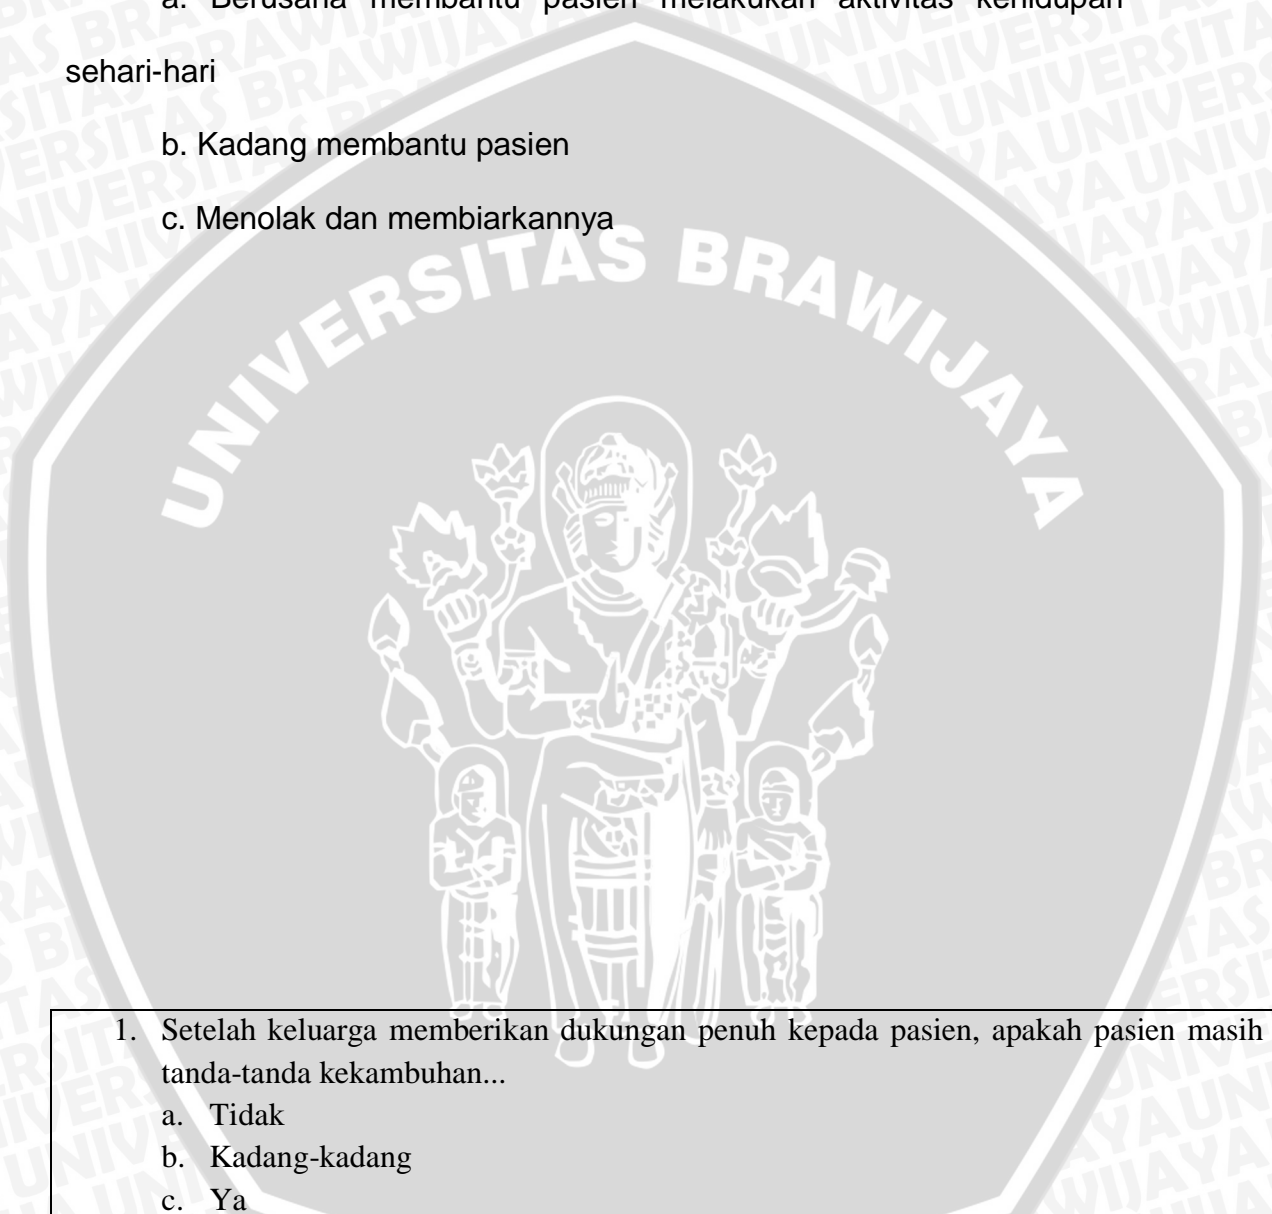 a. Berusaha membantu pasien melakukan aktivitas kehidupan
sehari-hari
b. Kadang membantu pasien
c. Menolak dan membiarkannya
UNIVERSITAS BRAWIJAYA
1. Setelah keluarga memberikan dukungan penuh kepada pasien, apakah pasien masih
tanda-tanda kekambuhan...
a. Tidak
b. Kadang-kadang
c. Ya